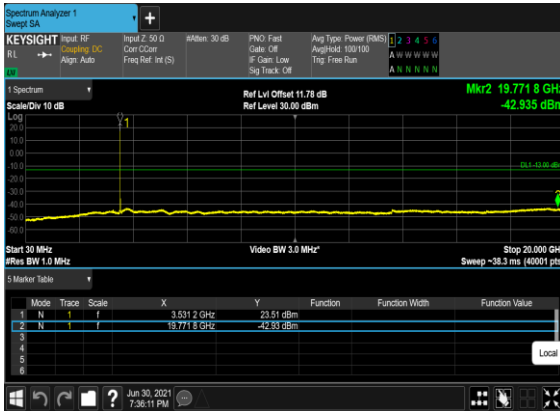 Spectrum Analyzer 1
Swept SA
+
KEYSIGHT Input: RF Input Z: 50 Ω #Atten: 30 dB PNO: Fast Avg Type: Power (RMS) 1 2 3 4 5 6
RL Coupling: DC Corr CCorr Gate: Off Avg|Hold: 100/100 A W W W W W
Align: Auto Freq Ref: Int (S) IF Gain: Low Trig: Free Run
Sig Track: Off A N N N N N
1 Spectrum
Scale/Div 10 dB
Ref Lvl Offset 11.78 dB
Ref Level 30.00 dBm
Mkr2 19.771 8 GHz
-42.935 dBm
Log
20.0
10.0
0.00
-10.0
-20.0
-30.0
-40.0
-50.0
-60.0
1
DL1 -13.00 dBm
Start 30 MHz Video BW 3.0 MHz* Stop 20.000 GHz
#Res BW 1.0 MHz Sweep ~38.3 ms (40001 pts)
5 Marker Table
Mode Trace Scale X Y Function Function Width Function Value
1 N 1 f 3.531 2 GHz 23.51 dBm
2 N 1 f 19.771 8 GHz -42.93 dBm
3
4
5
6
Local
? Jun 30, 2021
7:36:11 PM